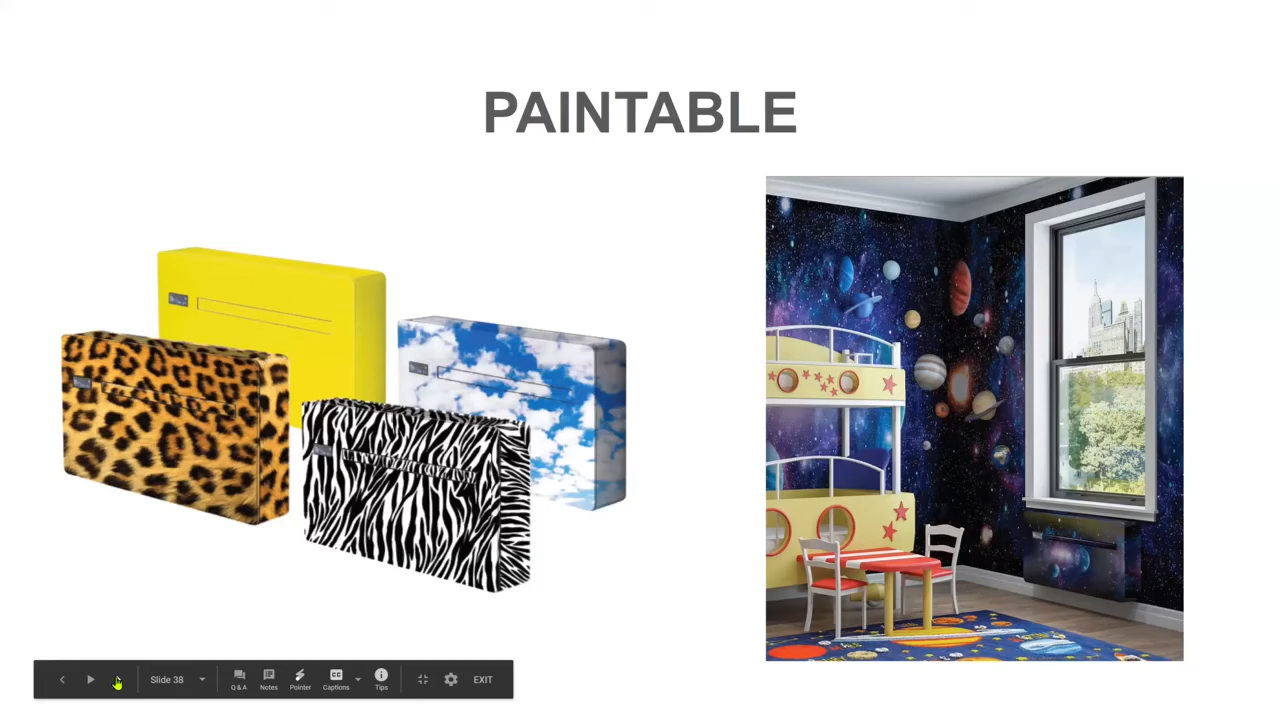 PAINTABLE
Slide 38
Q & A
Notes
Pointer
Captions
Tips
EXIT